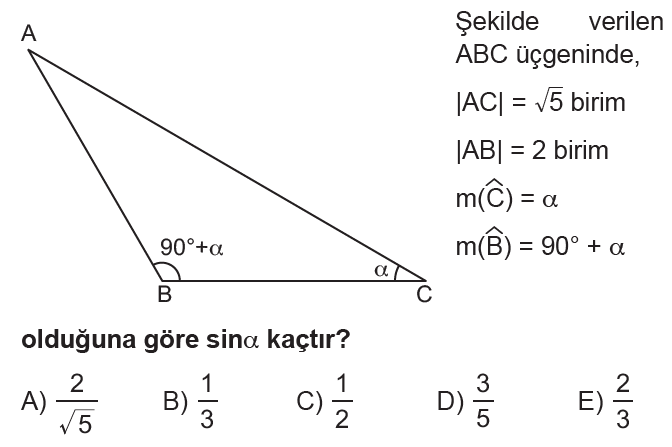 A
90°+α
α
B
C
Şekilde verilen
ABC üçgeninde,
|AC| = √5 birim
|AB| = 2 birim
m(Ĉ) = α
m(B̂) = 90° + α
olduğuna göre sinα kaçtır?
A) 2/√5 B) 1/3 C) 1/2 D) 3/5 E) 2/3